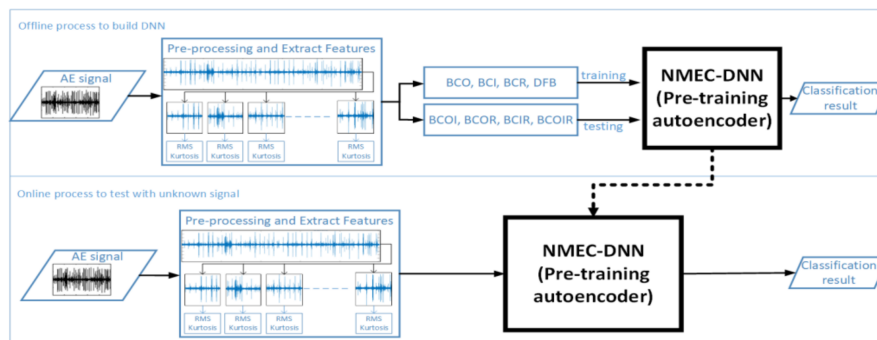 Offline process to build DNN
AE signal
Pre-processing and Extract Features
RMS
Kurtosis
RMS
Kurtosis
RMS
Kurtosis
RMS
Kurtosis
BCO, BCI, BCR, DFB
training
BCOI, BCOR, BCIR, BCOIR
testing
NMEC-DNN
(Pre-training
autoencoder)
Classification
result
Online process to test with unknown signal
AE signal
Pre-processing and Extract Features
RMS
Kurtosis
RMS
Kurtosis
RMS
Kurtosis
RMS
Kurtosis
NMEC-DNN
(Pre-training
autoencoder)
Classification
result